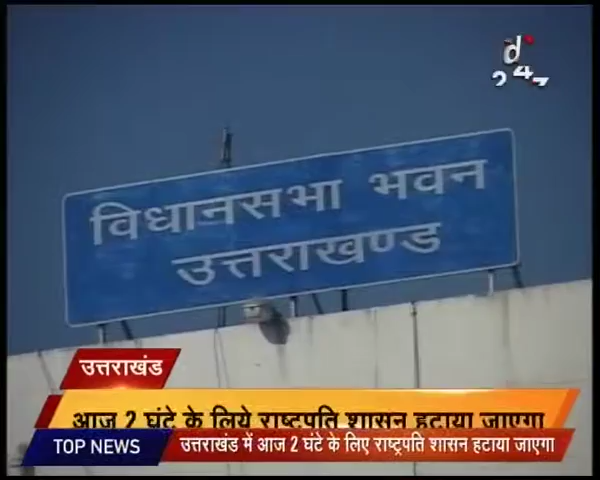 d
247
विधानसभा भवन
उत्तराखण्ड
उत्तराखंड
आज 2 घंटे के लिये राष्ट्रपति शासन हटाया जाएगा
TOP NEWS
उत्तराखंड में आज 2 घंटे के लिए राष्ट्रपति शासन हटाया जाएगा